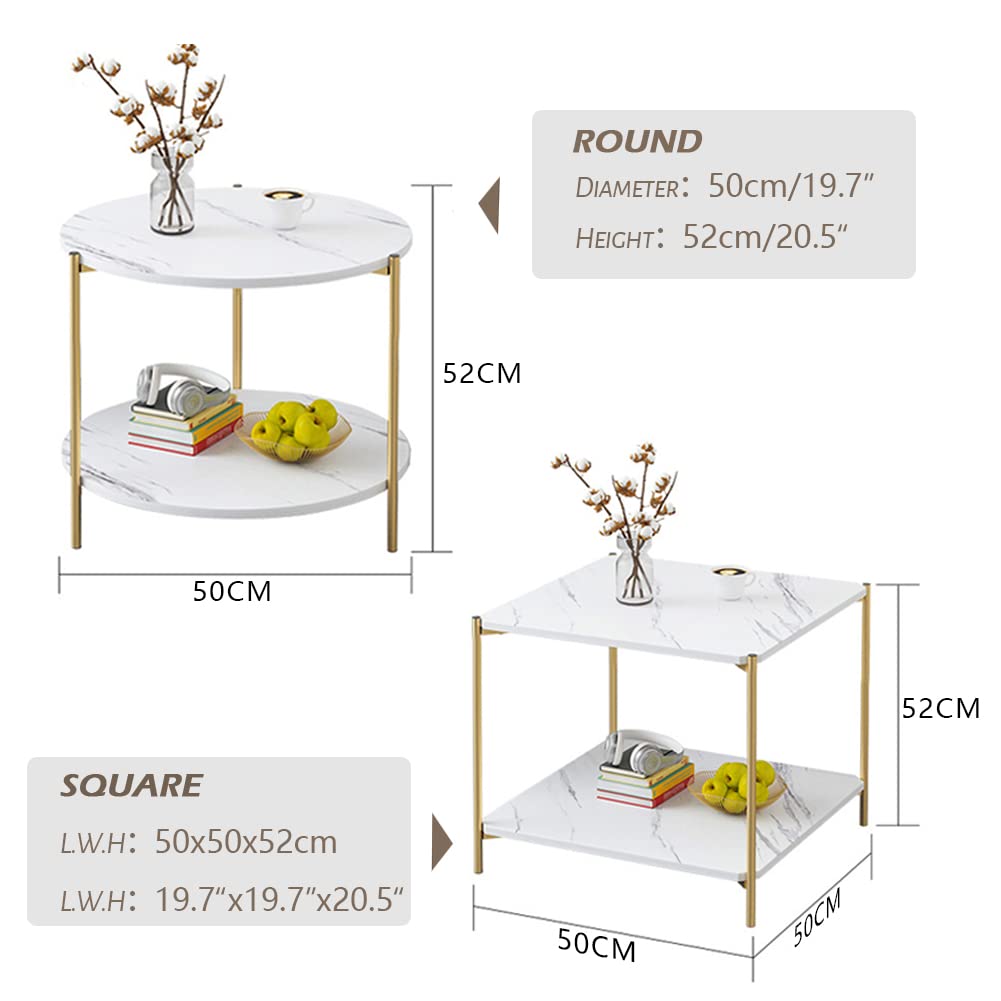 ROUND
DIAMETER: 50cm/19.7"
HEIGHT: 52cm/20.5"
52CM
50CM
52CM
SQUARE
L.W.H: 50x50x52cm
L.W.H: 19.7"x19.7"x20.5"
50CM
50CM